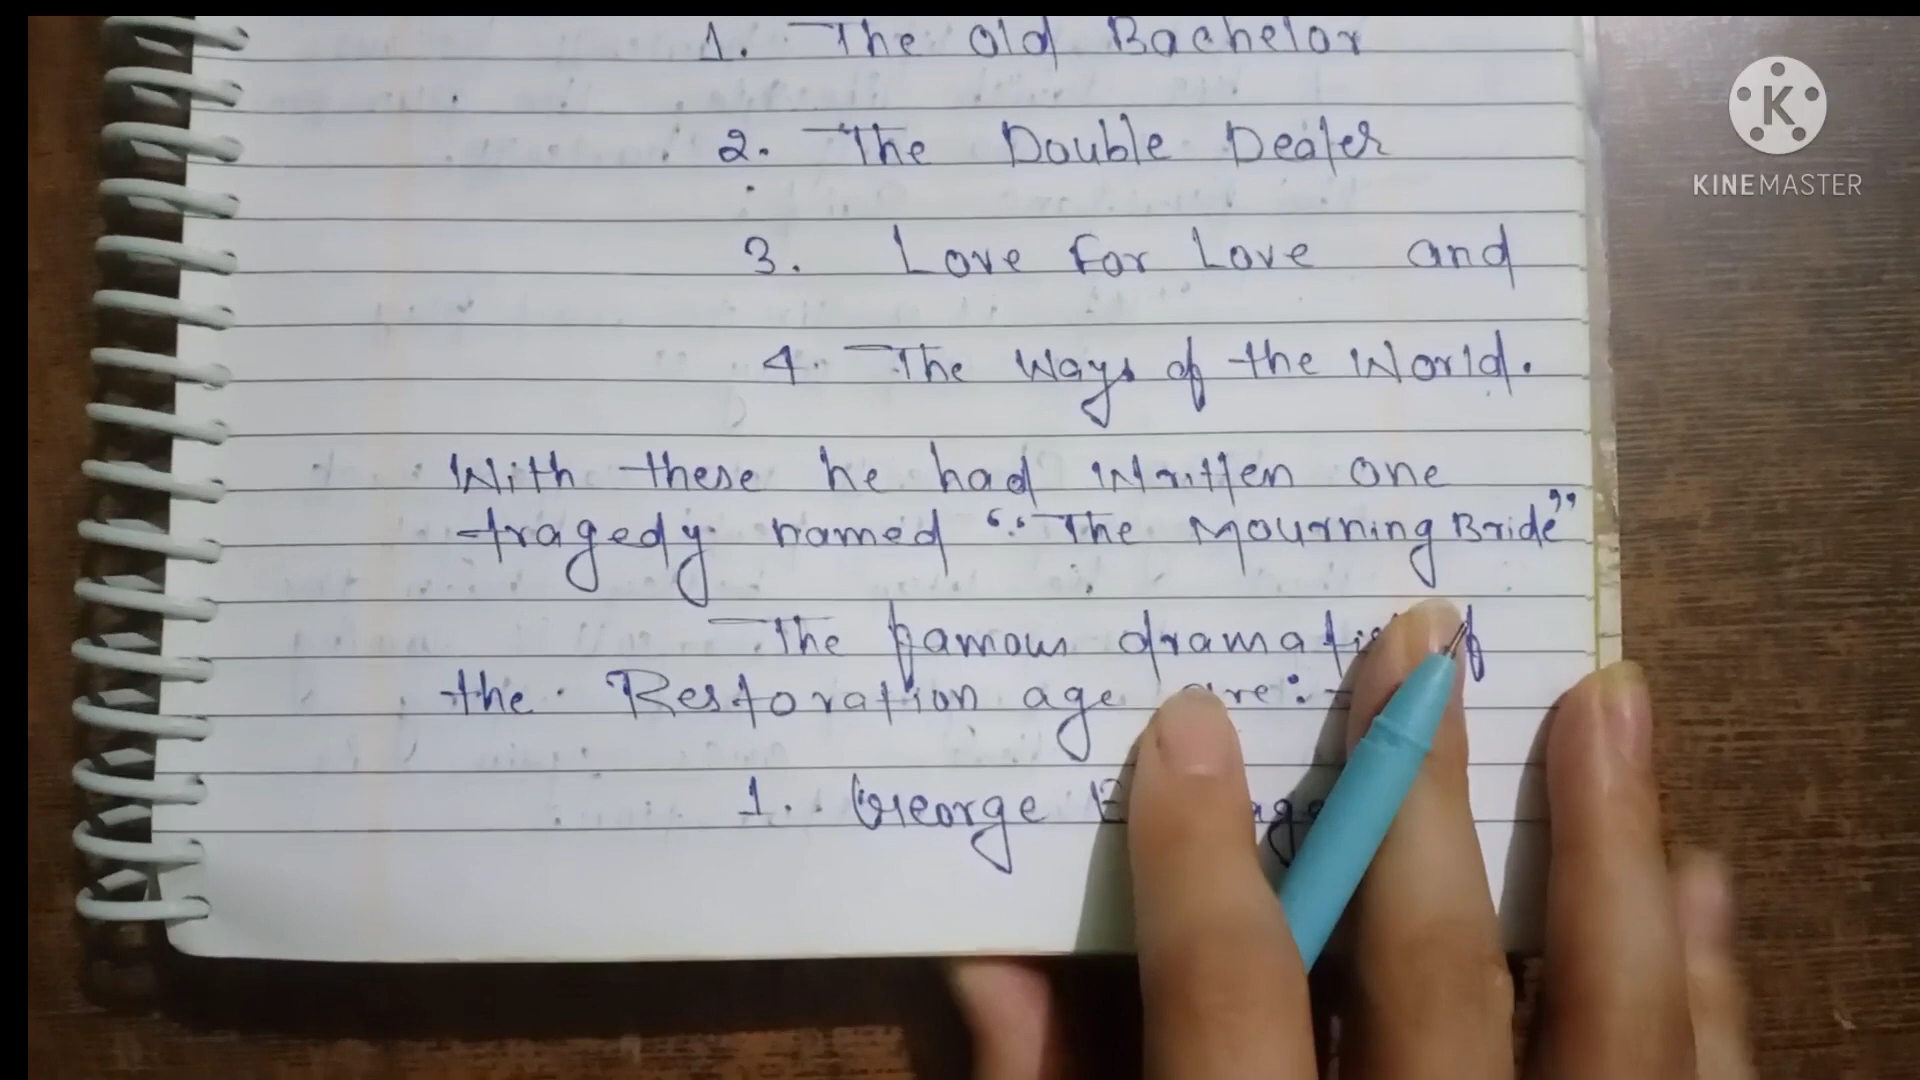 1. The Old Bachelor
2. The Double Dealer
3. Love For Love and
4. The Ways of the World.
With these he had written one
tragedy named "The Mourning Bride"
The famous of
the Restoration age are:-
1. George
K
KINEMASTER